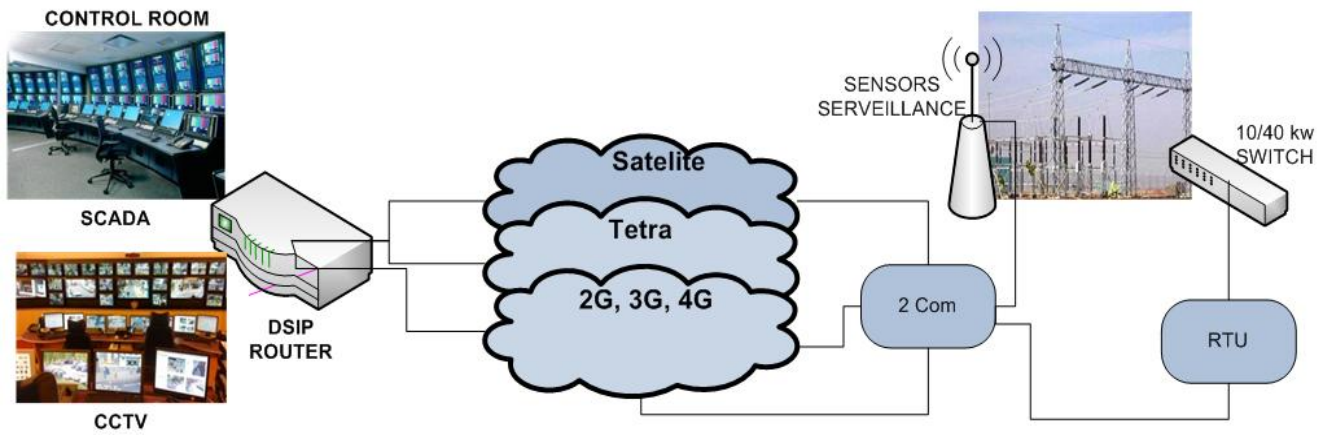 CONTROL ROOM
SCADA
CCTV
DSIP
ROUTER
Satelite
Tetra
2G, 3G, 4G
SENSORS
SERVEILLANCE
2 Com
10/40 kw
SWITCH
RTU